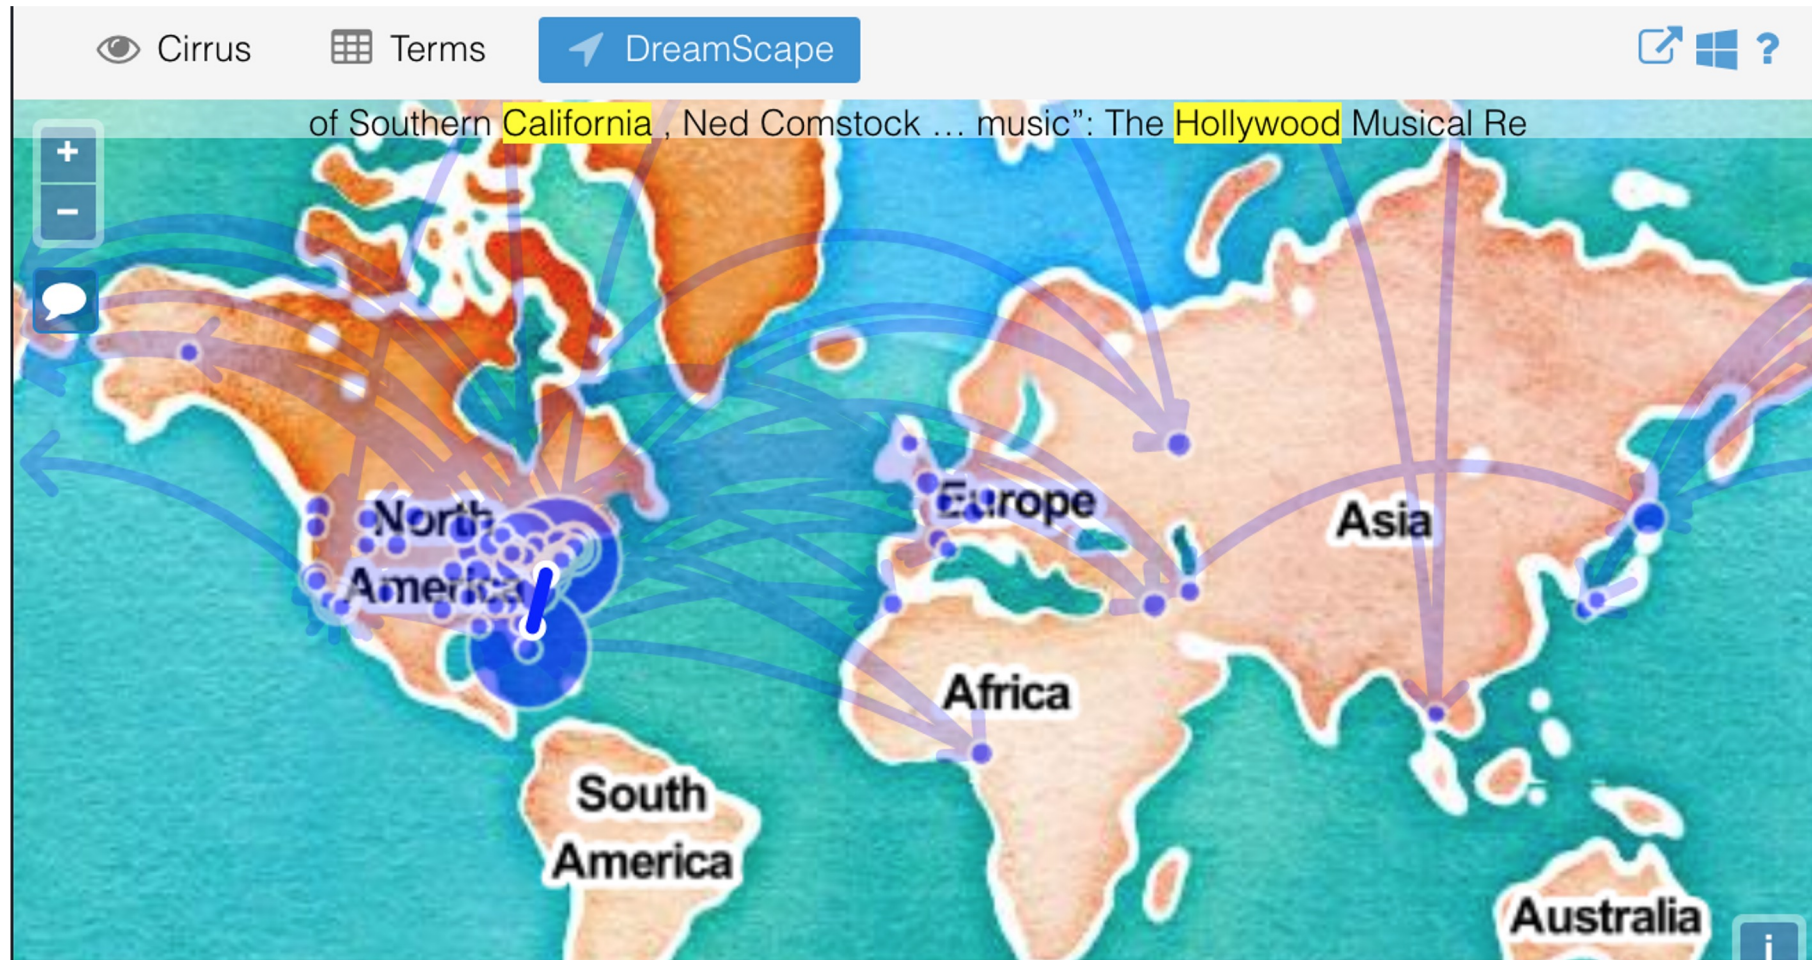 Cirrus Terms DreamScape ?
of Southern California , Ned Comstock ... music”: The Hollywood Musical Re
+
−
North
America
Europe
Asia
Africa
South
America
Australia
i